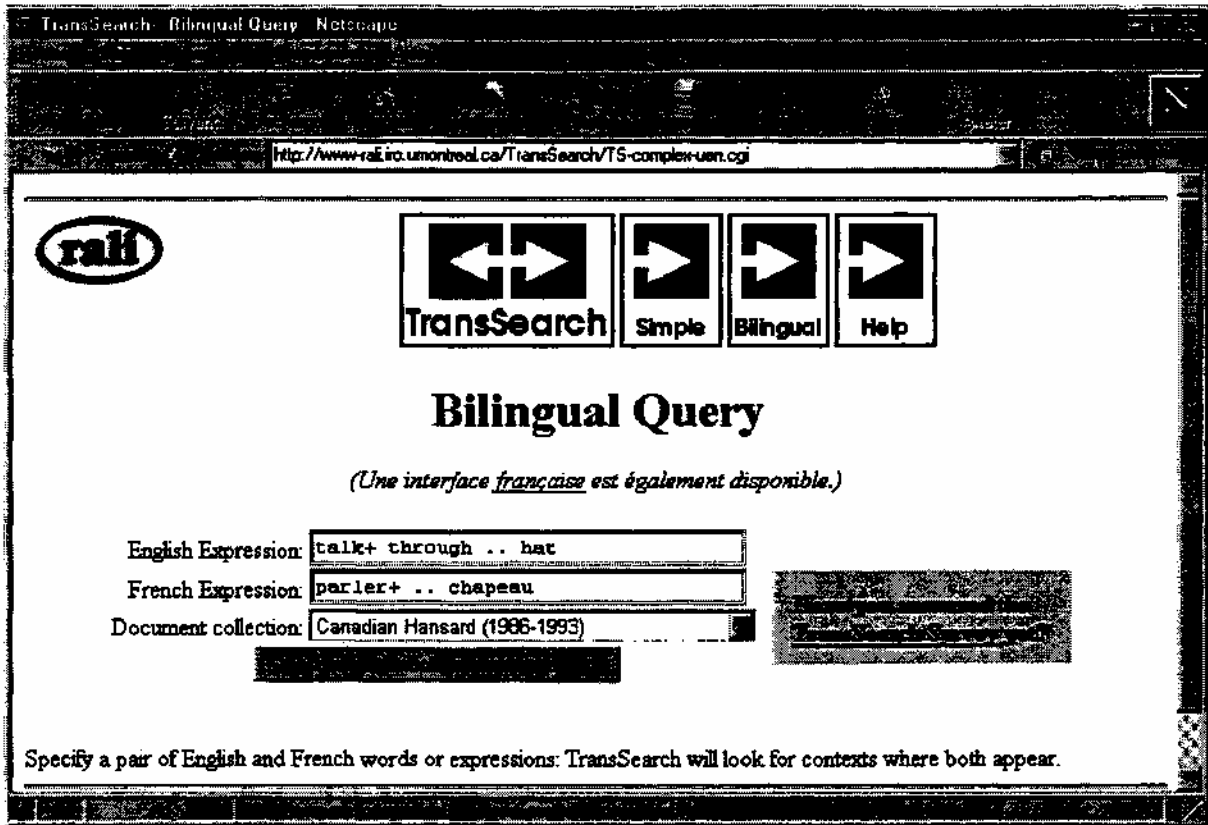 TransSearch - Bilingual Query - Netscape
http://www-rali.iro.umontreal.ca/TransSearch/TS-complex-uen.cgi
rali
TransSearch Simple Bilingual Help
Bilingual Query
(Une interface française est également disponible.)
English Expression: talk+ through .. hat
French Expression: parler+ .. chapeau
Document collection: Canadian Hansard (1986-1993)
Specify a pair of English and French words or expressions: TransSearch will look for contexts where both appear.